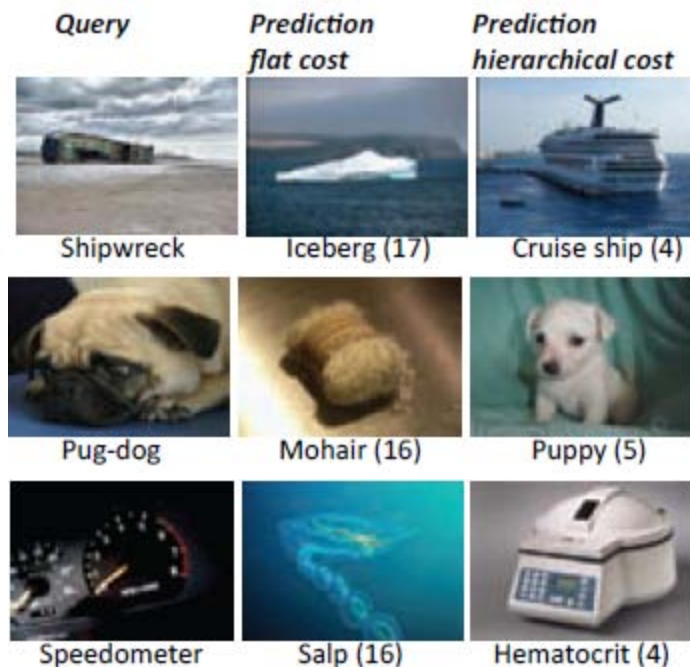 Query Prediction Prediction
flat cost hierarchical cost
Shipwreck Iceberg (17) Cruise ship (4)
Pug-dog Mohair (16) Puppy (5)
Speedometer Salp (16) Hematocrit (4)